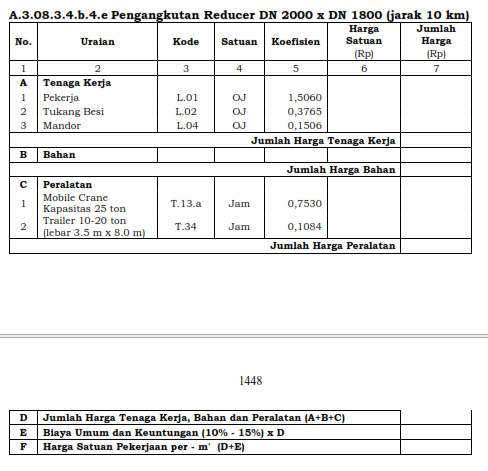 A.3.08.3.4.b.4.e Pengangkutan Reducer DN 2000 x DN 1800 (jarak 10 km)
No. Uraian Kode Satuan Koefisien Harga Satuan (Rp) Jumlah Harga (Rp)
1 2 3 4 5 6 7
A Tenaga Kerja
1 Pekerja L.01 OJ 1,5060
2 Tukang Besi L.02 OJ 0,3765
3 Mandor L.04 OJ 0,1506
Jumlah Harga Tenaga Kerja
B Bahan
Jumlah Harga Bahan
C Peralatan
1 Mobile Crane Kapasitas 25 ton T.13.a Jam 0,7530
2 Trailer 10-20 ton (lebar 3.5 m x 8.0 m) T.34 Jam 0,1084
Jumlah Harga Peralatan
1448
D Jumlah Harga Tenaga Kerja, Bahan dan Peralatan (A+B+C)
E Biaya Umum dan Keuntungan (10% - 15%) x D
F Harga Satuan Pekerjaan per - m' (D+E)